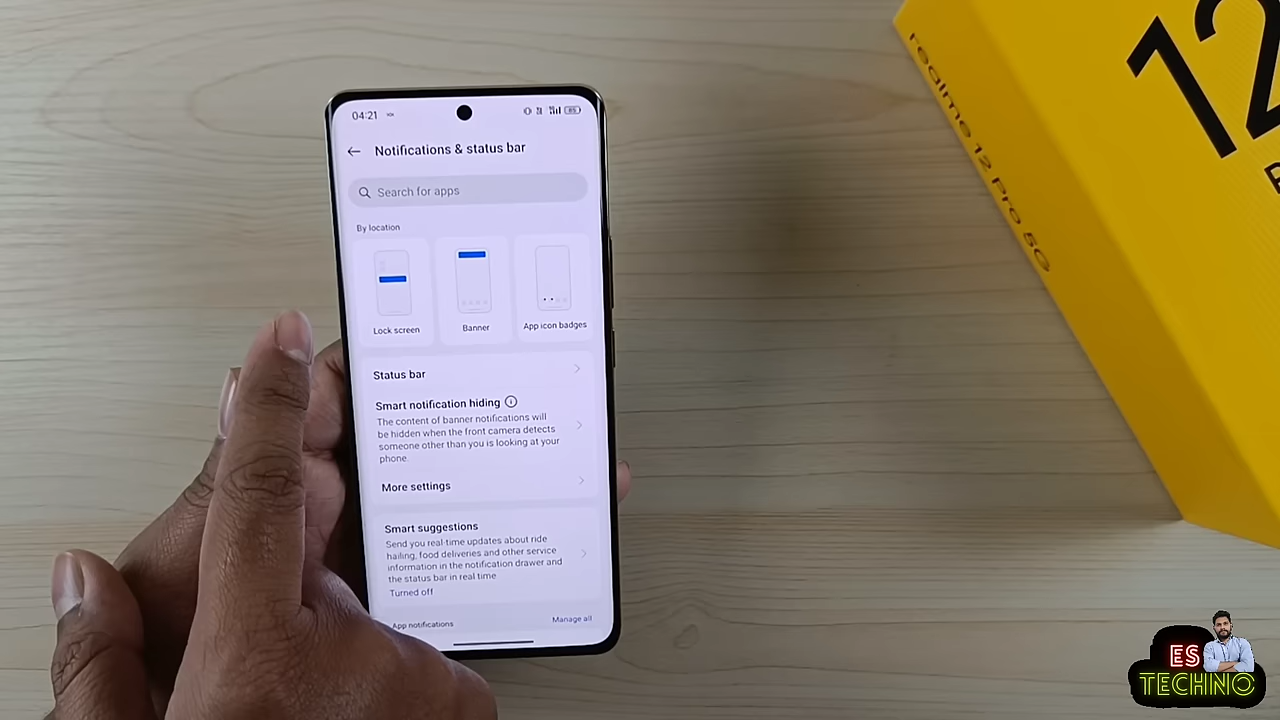 04:21
Notifications & status bar
Search for apps
By location
Lock screen
Banner
App icon badges
Status bar
Smart notification hiding
The content of banner notifications will
be hidden when the front camera detects
someone other than you is looking at your
phone.
More settings
Smart suggestions
Send you real-time updates about ride
hailing, food deliveries and other service
information in the notification drawer and
the status bar in real time
Turned off
App notifications
Manage all
12
realme 12 Pro 5G
ES
TECHNO